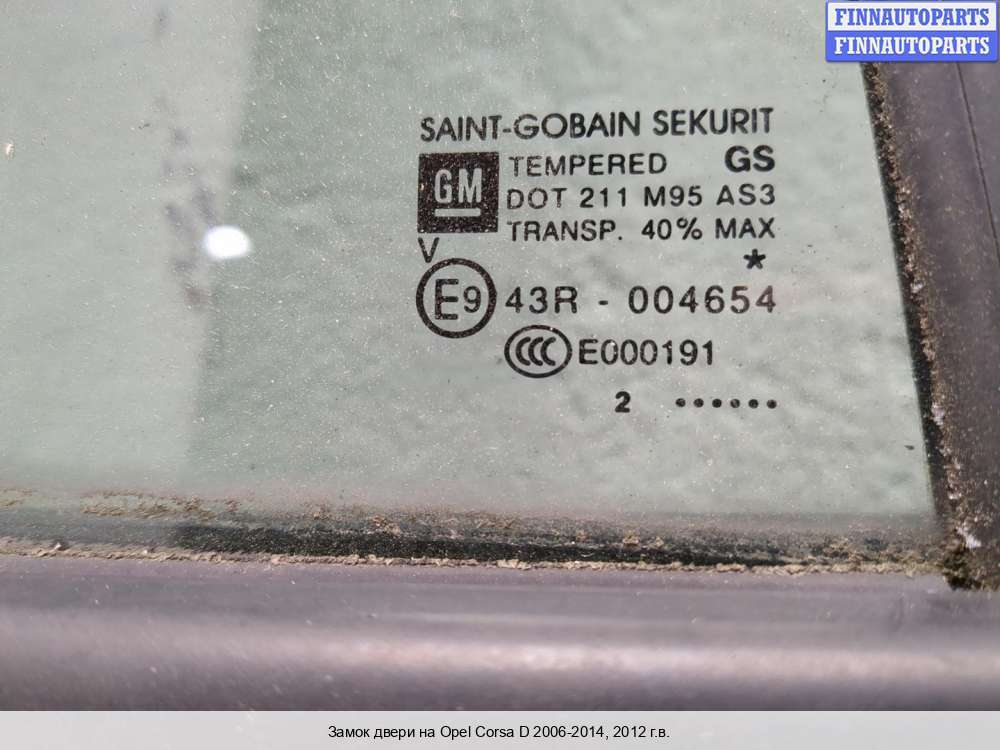 FINNAUTOPARTS
FINNAUTOPARTS
SAINT-GOBAIN SEKURIT
GM TEMPERED GS
DOT 211 M95 AS3
TRANSP. 40% MAX
V *
E9 43R - 004654
CCC E000191
2 ••••••
Замок двери на Opel Corsa D 2006-2014, 2012 г.в.